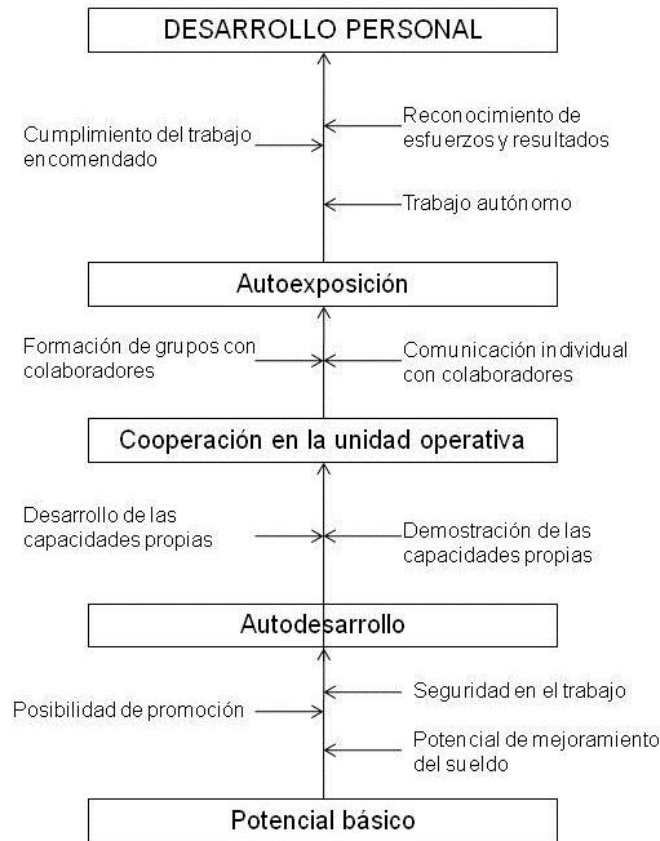 DESARROLLO PERSONAL
Reconocimiento de
esfuerzos y resultados
Cumplimiento del trabajo
encomendado
Trabajo autónomo
Autoexposición
Formación de grupos con
colaboradores
Comunicación individual
con colaboradores
Cooperación en la unidad operativa
Desarrollo de las
capacidades propias
Demostración de las
capacidades propias
Autodesarrollo
Seguridad en el trabajo
Posibilidad de promoción
Potencial de mejoramiento
del sueldo
Potencial básico